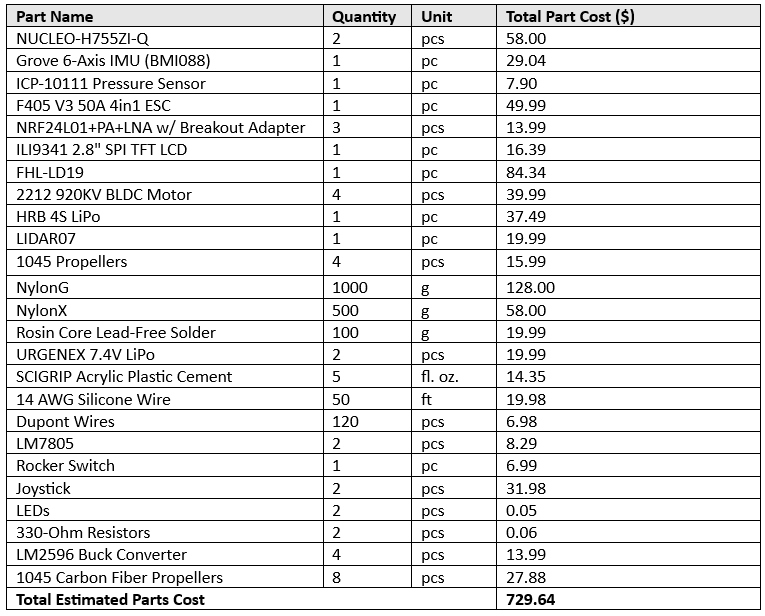 Part Name Quantity Unit Total Part Cost ($)
NUCLEO-H755ZI-Q 2 pcs 58.00
Grove 6-Axis IMU (BMI088) 1 pc 29.04
ICP-10111 Pressure Sensor 1 pc 7.90
F405 V3 50A 4in1 ESC 1 pc 49.99
NRF24L01+PA+LNA w/ Breakout Adapter 3 pcs 13.99
ILI9341 2.8" SPI TFT LCD 1 pc 16.39
FHL-LD19 1 pc 84.34
2212 920KV BLDC Motor 4 pcs 39.99
HRB 4S LiPo 1 pc 37.49
LIDAR07 1 pc 19.99
1045 Propellers 4 pcs 15.99
NylonG 1000 g 128.00
NylonX 500 g 58.00
Rosin Core Lead-Free Solder 100 g 19.99
URGENEX 7.4V LiPo 2 pcs 19.99
SCIGRIP Acrylic Plastic Cement 5 fl. oz. 14.35
14 AWG Silicone Wire 50 ft 19.98
Dupont Wires 120 pcs 6.98
LM7805 2 pcs 8.29
Rocker Switch 1 pc 6.99
Joystick 2 pcs 31.98
LEDs 2 pcs 0.05
330-Ohm Resistors 2 pcs 0.06
LM2596 Buck Converter 4 pcs 13.99
1045 Carbon Fiber Propellers 8 pcs 27.88
Total Estimated Parts Cost 729.64